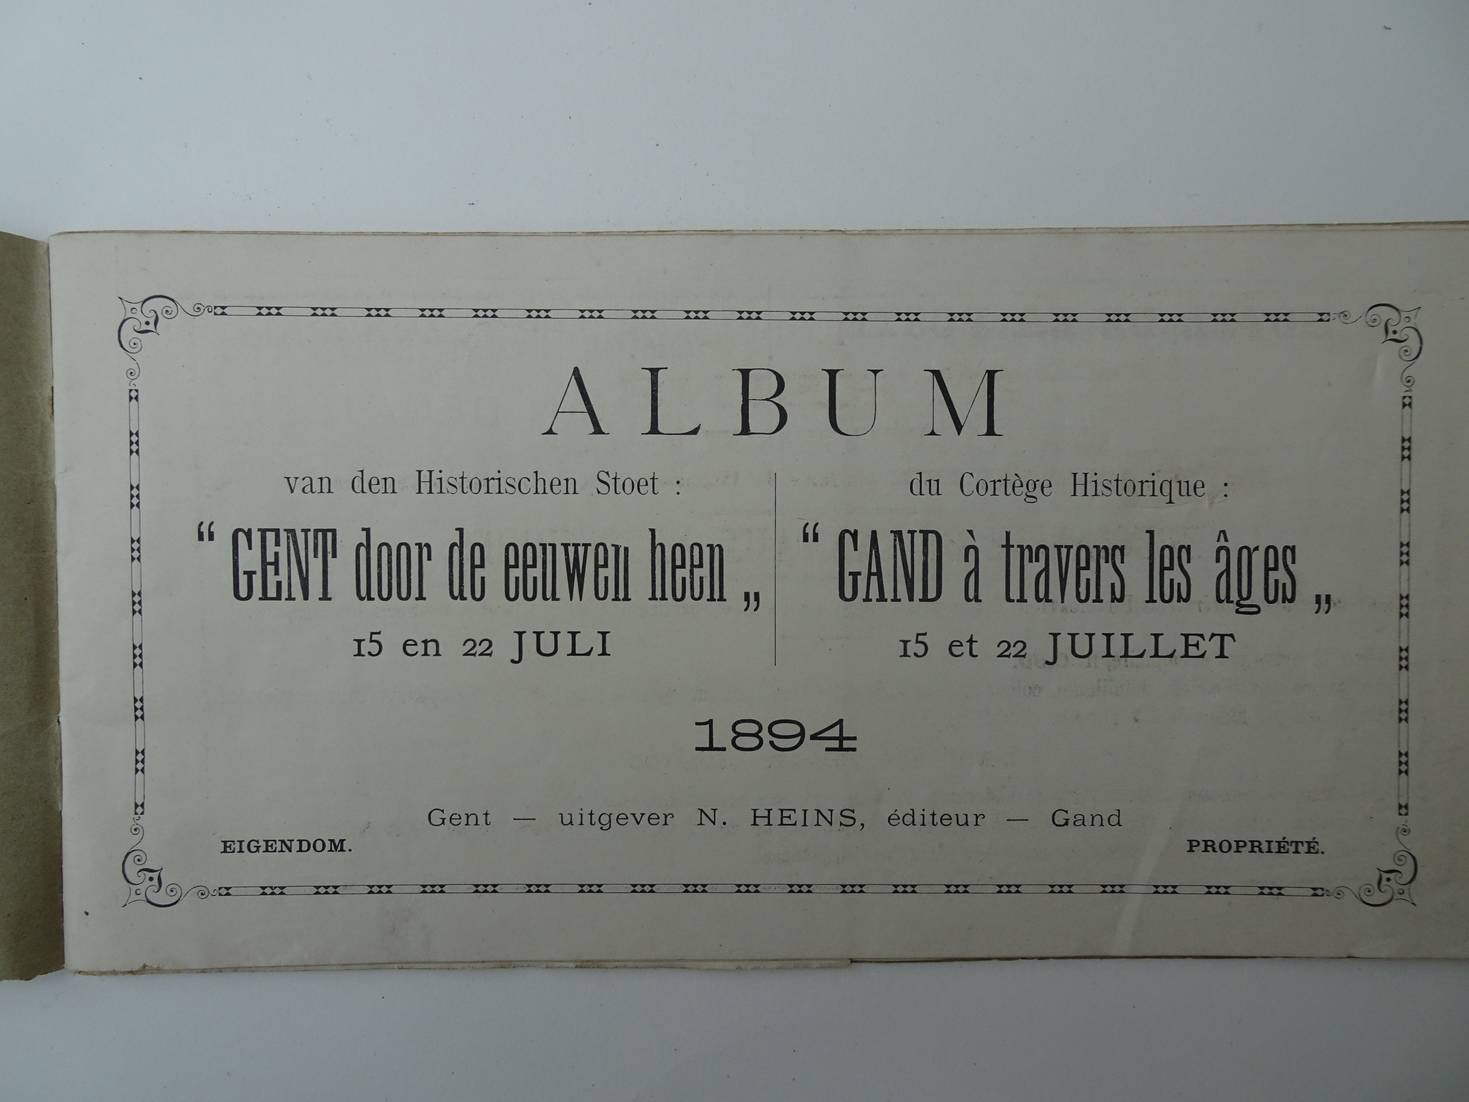 ALBUM
van den Historischen Stoet :
“ GENT door de eeuwen heen „
15 en 22 JULI
du Cortège Historique :
“ GAND à travers les âges „
15 et 22 JUILLET
1894
Gent — uitgever N. HEINS, éditeur — Gand
EIGENDOM.
PROPRIÉTÉ.